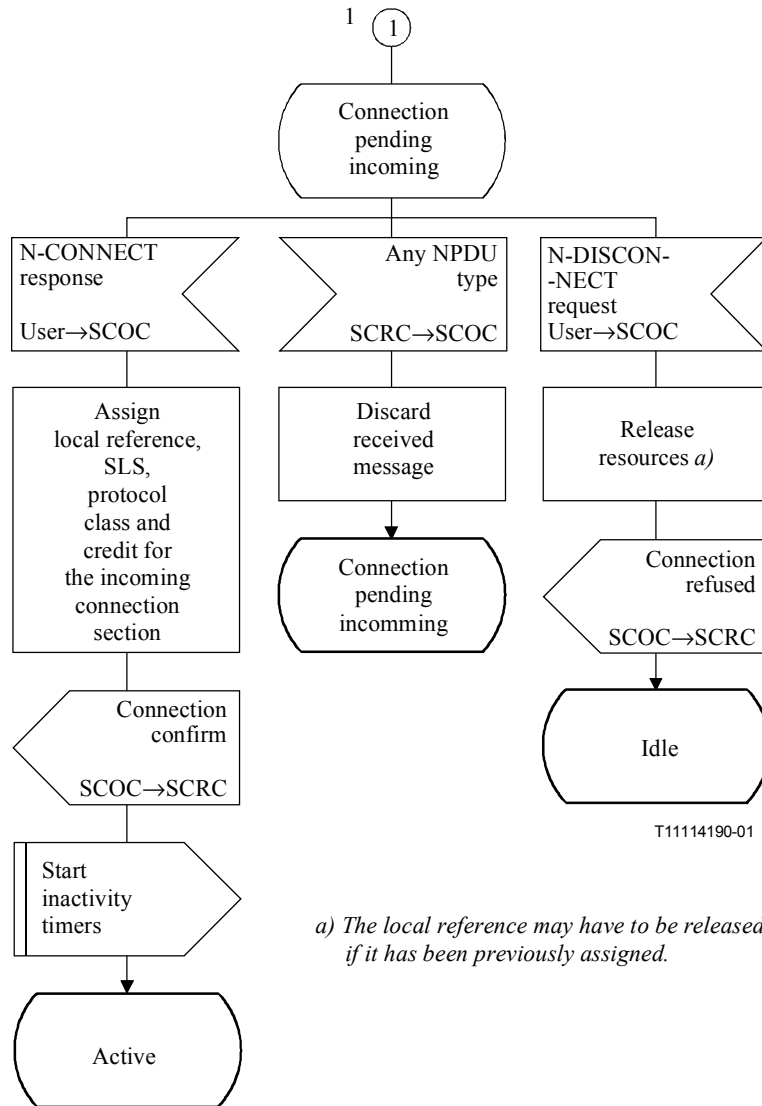 1
1
Connection
pending
incoming
N-CONNECT
response
User→SCOC
Any NPDU
type
SCRC→SCOC
N-DISCON-
-NECT
request
User→SCOC
Assign
local reference,
SLS,
protocol
class and
credit for
the incoming
connection
section
Discard
received
message
Release
resources a)
Connection
pending
incomming
Connection
refused
SCOC→SCRC
Connection
confirm
SCOC→SCRC
Idle
T11114190-01
Start
inactivity
timers
a) The local reference may have to be released
if it has been previously assigned.
Active